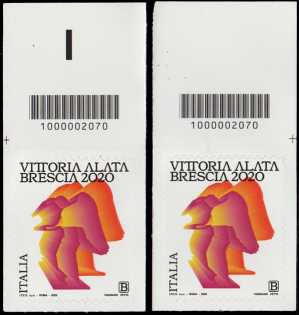 1000002070
VITTORIA ALATA
BRESCIA 2020
ITALIA
B
1000002070
VITTORIA ALATA
BRESCIA 2020
ITALIA
B